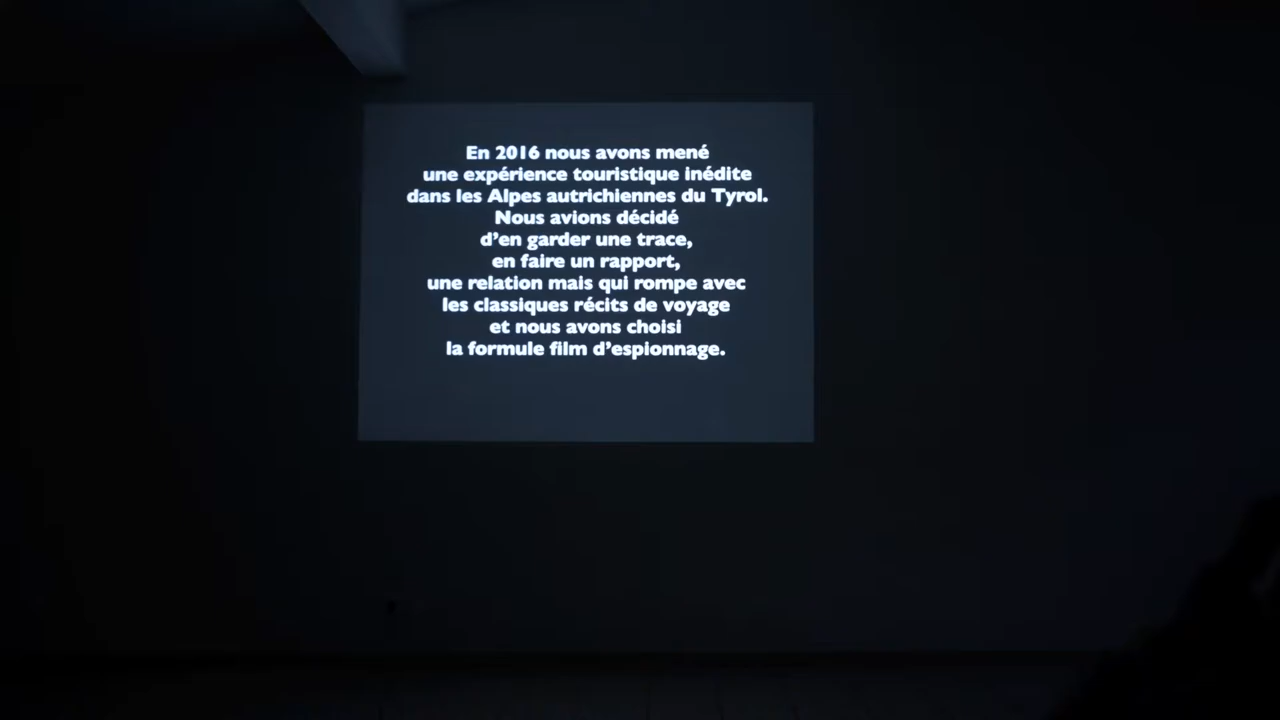 En 2016 nous avons mené
une expérience touristique inédite
dans les Alpes autrichiennes du Tyrol.
Nous avions décidé
d’en garder une trace,
en faire un rapport,
une relation mais qui rompe avec
les classiques récits de voyage
et nous avons choisi
la formule film d’espionnage.